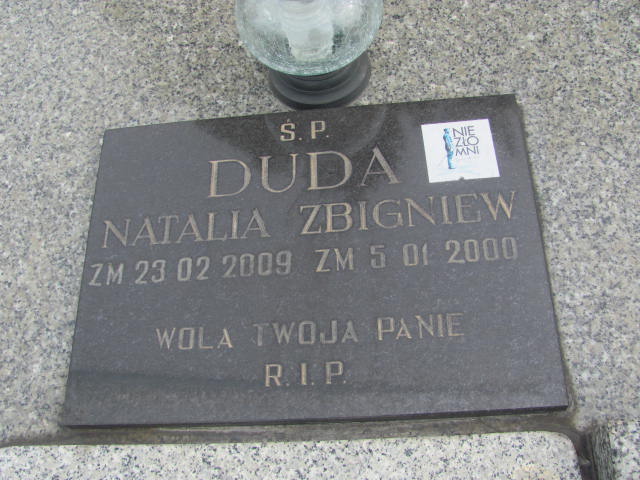 Ś. P.
DUDA
NATALIA ZBIGNIEW
ZM 23 02 2009 ZM 5 01 2000
WOLA TWOJA PANIE
R.I.P.
NIE
ZŁO
MNI